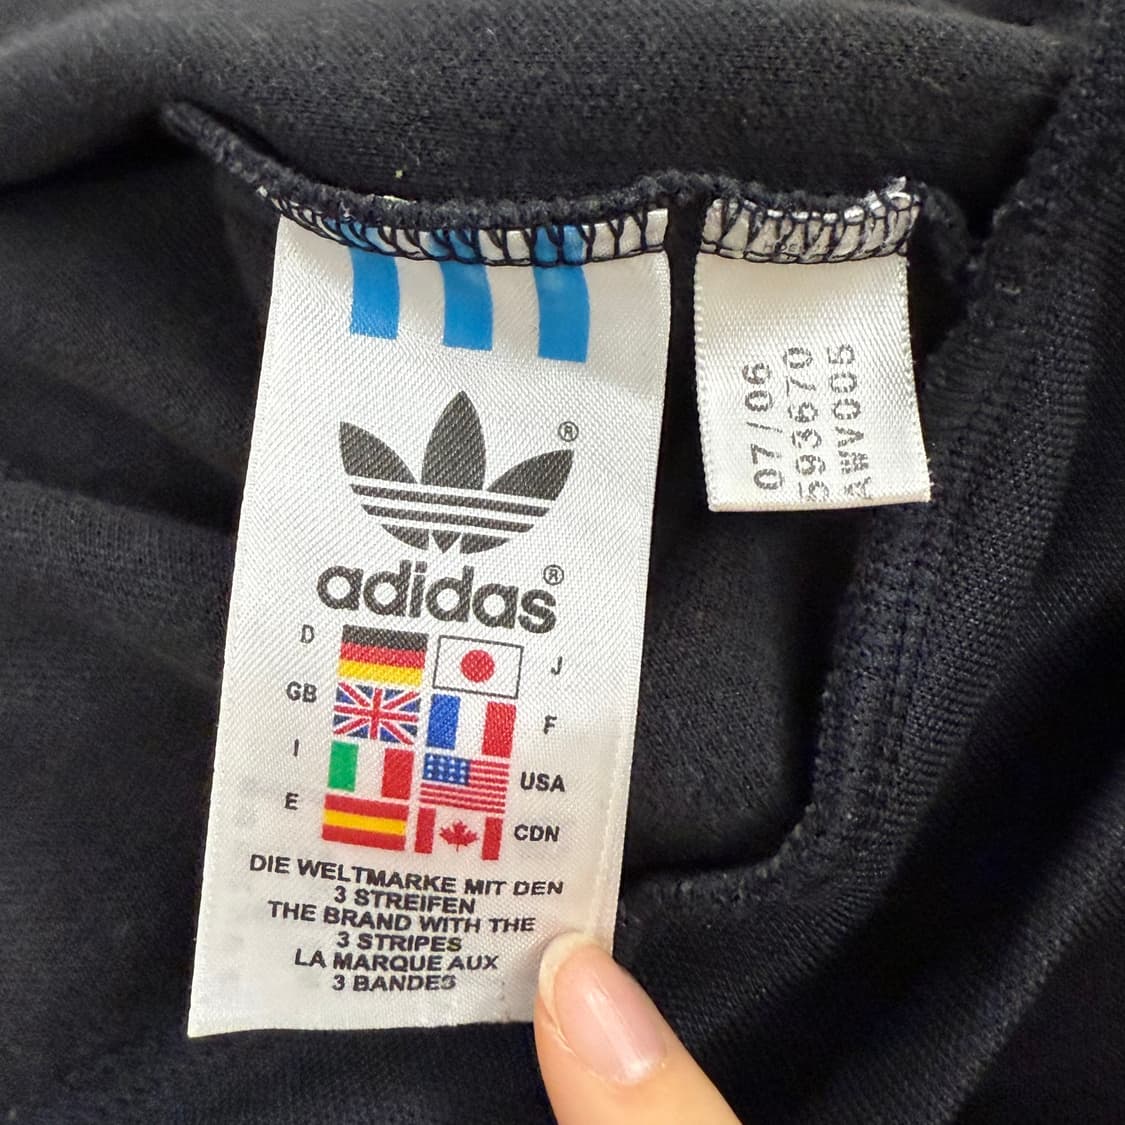 ®
adidas®
D
J
GB
F
I
USA
E
CDN
DIE WELTMARKE MIT DEN
3 STREIFEN
THE BRAND WITH THE
3 STRIPES
LA MARQUE AUX
3 BANDES
07/06
593670
AWV005